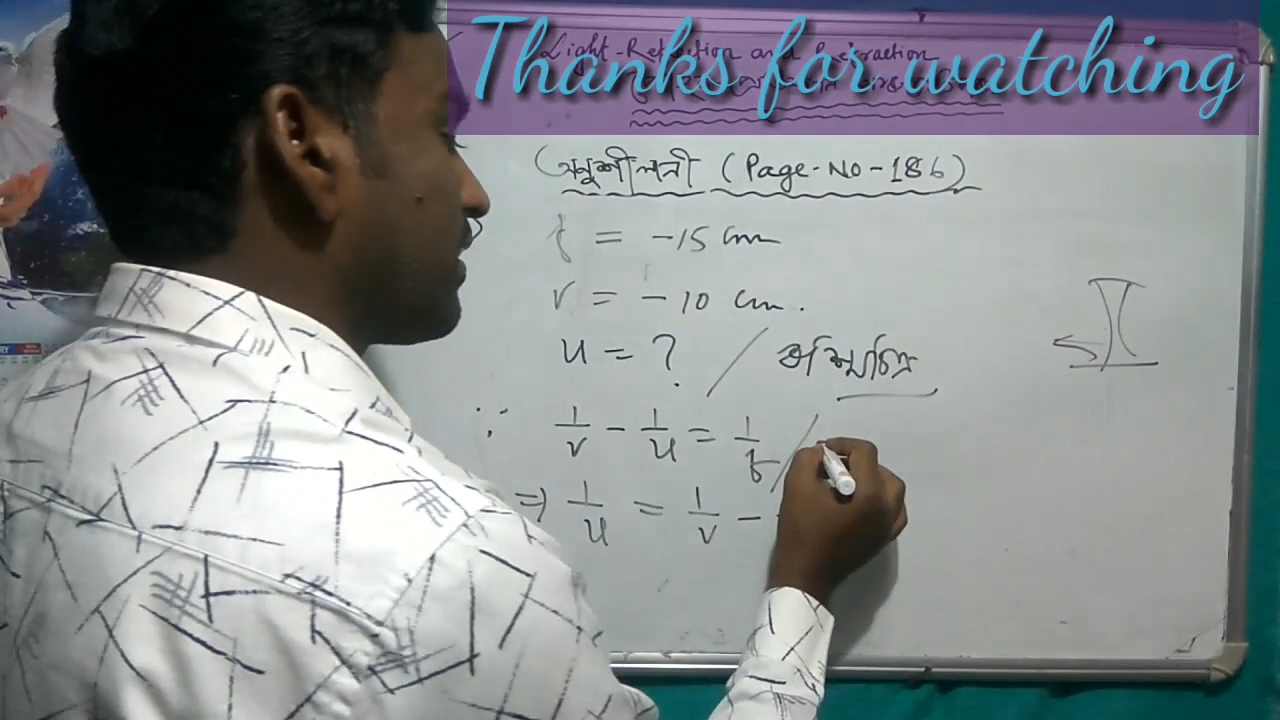 Thanks for watching
Light-Reflection and Refraction
অনুশীলনী (Page-No-186)
f = -15 cm
v = -10 cm.
u = ? / রশ্মিচিত্র
∵ 1/v - 1/u = 1/f /
⇒ 1/u = 1/v -